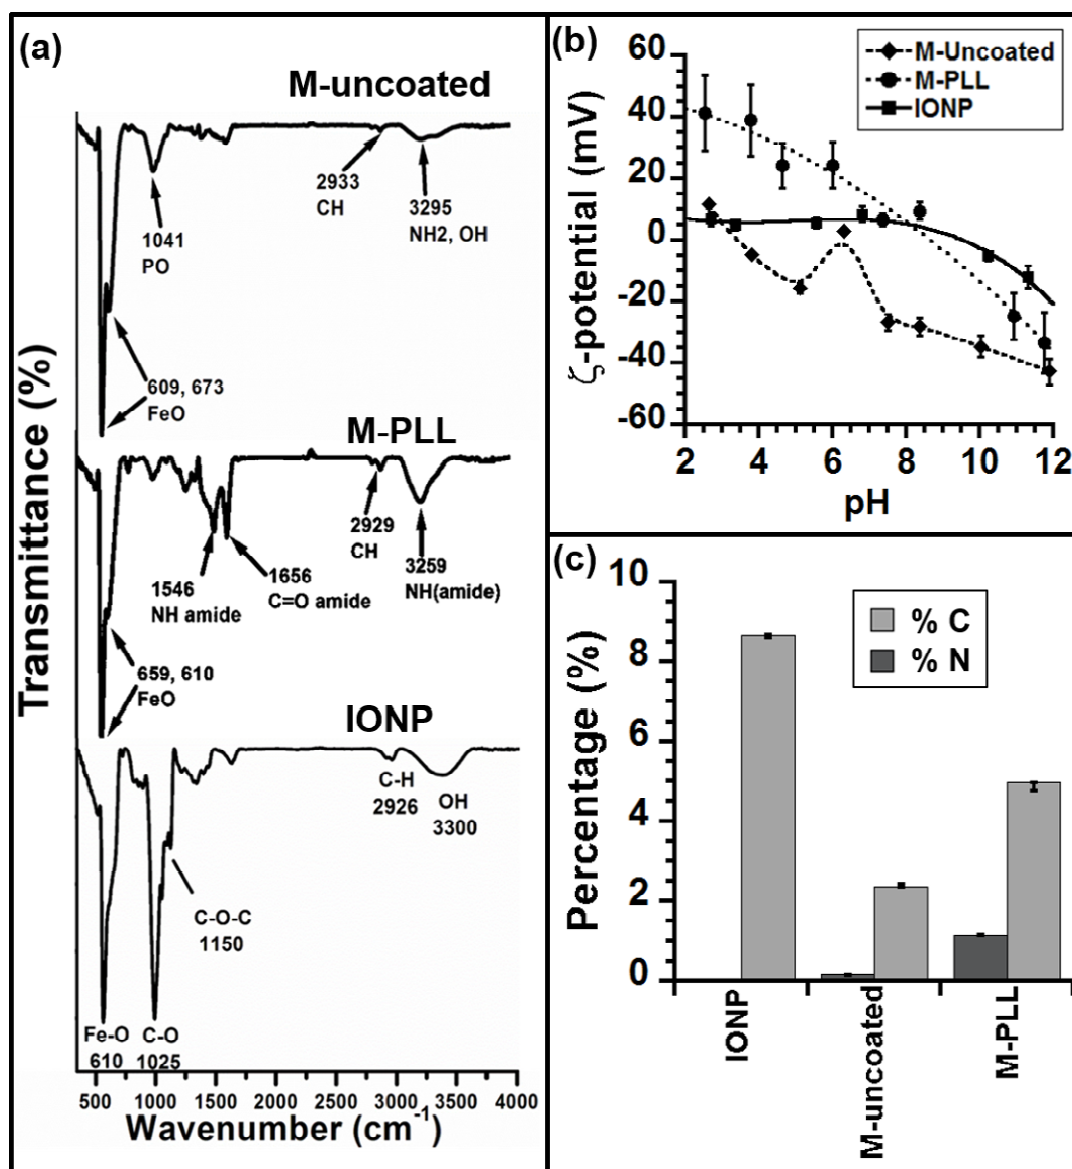 (a)
M-uncoated
2933
CH
3295
NH2, OH
1041
PO
609, 673
FeO
M-PLL
2929
CH
3259
NH(amide)
1546
NH amide
1656
C=O amide
659, 610
FeO
IONP
C-H
2926
OH
3300
C-O-C
1150
Fe-O
610
C-O
1025
500 1000 1500 2000 2500 3000 3500 4000
Wavenumber (cm-1)
Transmittance (%)
(b)
M-Uncoated
M-PLL
IONP
60
40
20
0
-20
-40
-60
2 4 6 8 10 12
pH
ζ-potential (mV)
(c)
% C
% N
10
8
6
4
2
0
Percentage (%)
IONP
M-uncoated
M-PLL